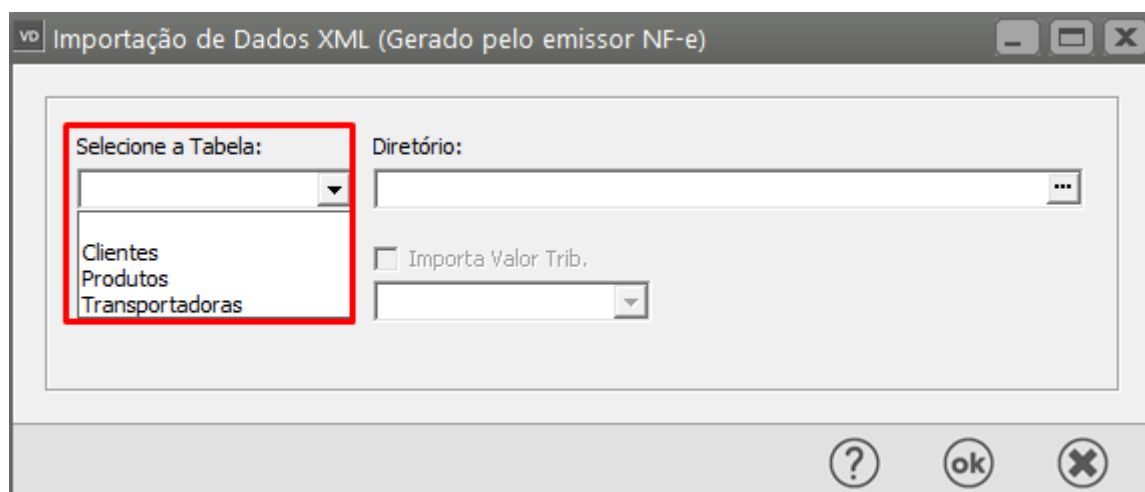 VD Importação de Dados XML (Gerado pelo emissor NF-e)
Selecione a Tabela: Diretório:
...
Clientes
Importa Valor Trib.
Produtos
Transportadoras
? ok